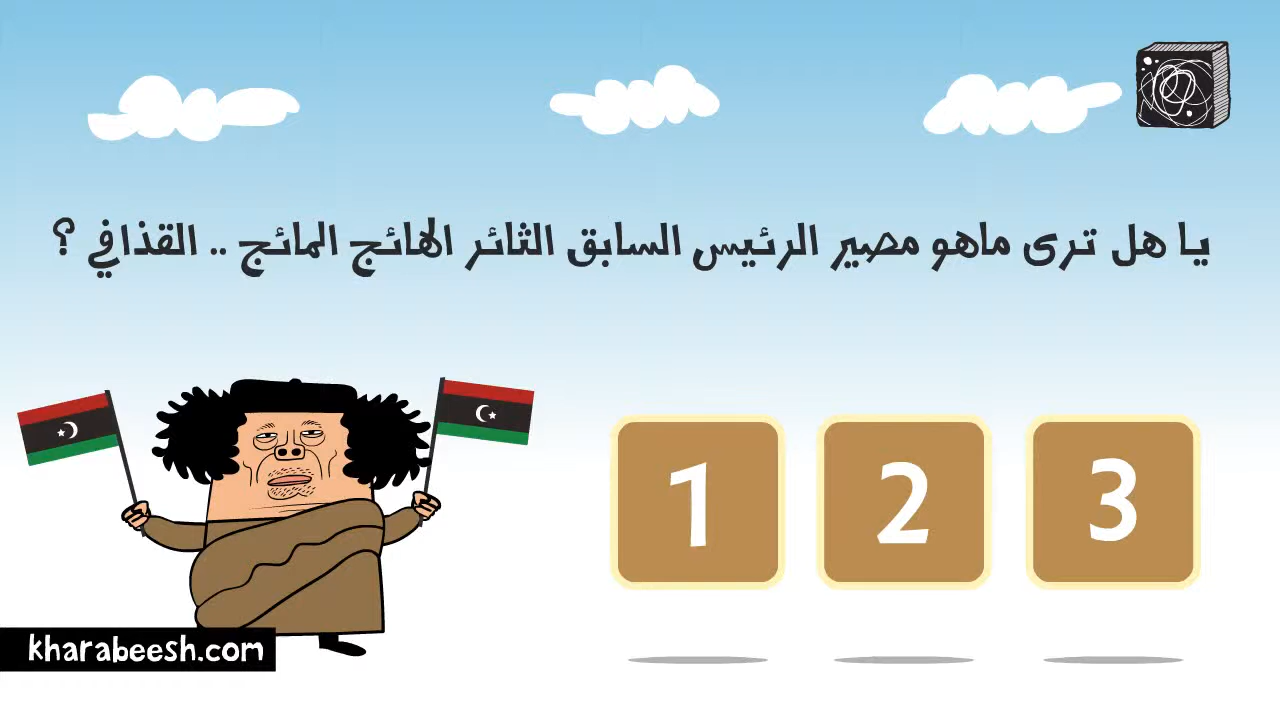 يا هل ترى ماهو مصير الرئيس السابق الثائر الهائج المائج .. القذافي ؟
1 2 3
kharabeesh.com